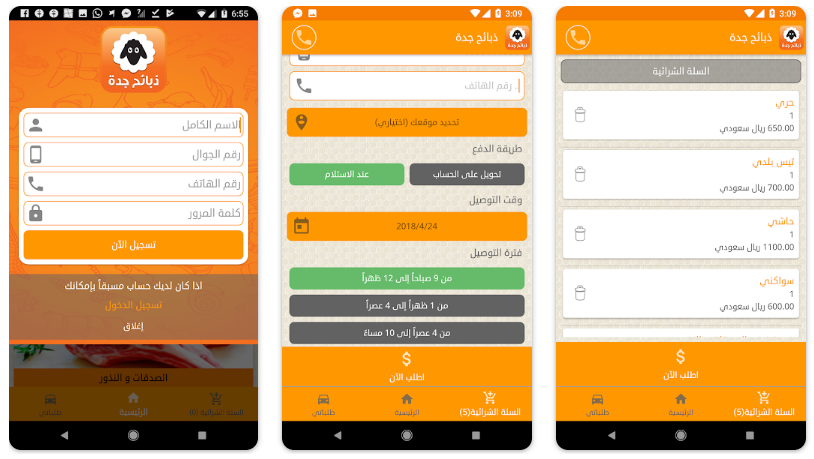 6:55
ذبائح جدة
الاسم الكامل
رقم الجوال
رقم الهاتف
كلمة المرور
تسجيل الآن
اذا كان لديك حساب مسبقاً بإمكانك
تسجيل الدخول
إغلاق
الصدقات و النذور
السلة الشرائية (0)
الرئيسية
طلباتي
3:09
ذبائح جدة
ذبائح جدة
رقم الهاتف .
تحديد موقعك (اختياري)
طريقة الدفع
تحويل على الحساب
عند الاستلام
وقت التوصيل
2018/4/24
فترة التوصيل
من 9 صباحاً إلى 12 ظهراً
من 1 ظهراً إلى 4 عصراً
من 4 عصراً إلى 10 مساءً
$
اطلب الآن
السلة الشرائية(5)
الرئيسية
طلباتي
3:09
ذبائح جدة
ذبائح جدة
السلة الشرائية
حري
1
650.00 ريال سعودي
تيس بلدي
1
700.00 ريال سعودي
حاشي
1
1100.00 ريال سعودي
سواكني
1
600.00 ريال سعودي
$
اطلب الآن
السلة الشرائية(5)
الرئيسية
طلباتي